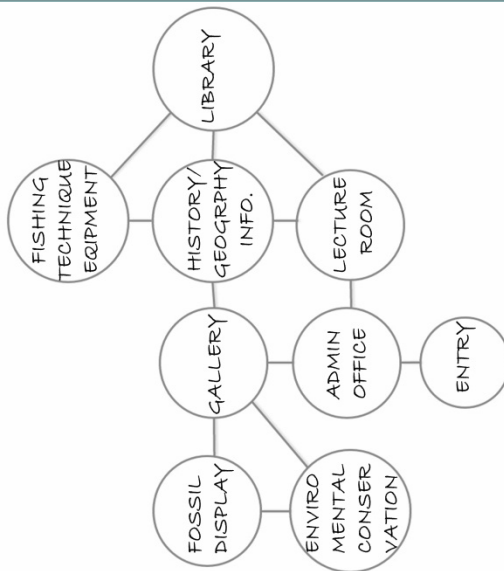 LIBRARY
FISHING
TECHNIQUE
EQIPMENT
HISTORY/
GEOGRPHY
INFO.
LECTURE
ROOM
GALLERY
ADMIN
OFFICE
ENTRY
FOSSIL
DISPLAY
ENVIRO
MENTAL
CONSER
VATION